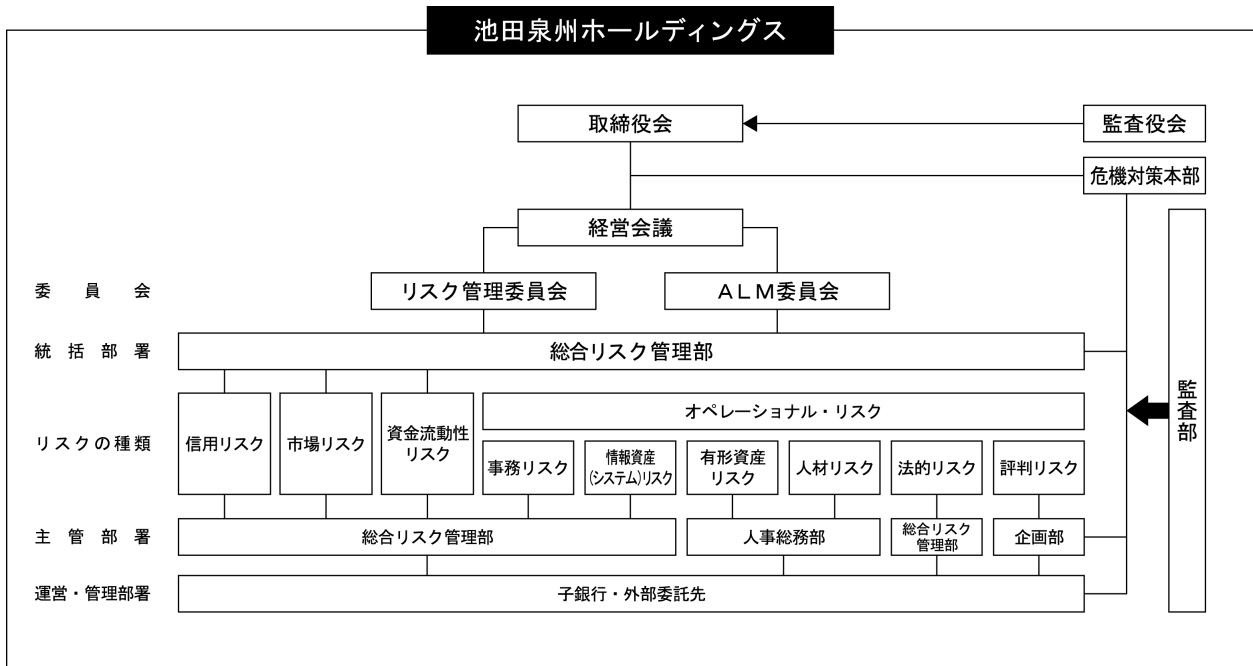 池田泉州ホールディングス
取締役会
監査役会
危機対策本部
経営会議
委員会
リスク管理委員会
ALM委員会
統括部署
総合リスク管理部
監査部
リスクの種類
信用リスク
市場リスク
資金流動性
リスク
オペレーショナル・リスク
事務リスク
情報資産
(システム)リスク
有形資産
リスク
人材リスク
法的リスク
評判リスク
主管部署
総合リスク管理部
人事総務部
総合リスク
管理部
企画部
運営・管理部署
子銀行・外部委託先